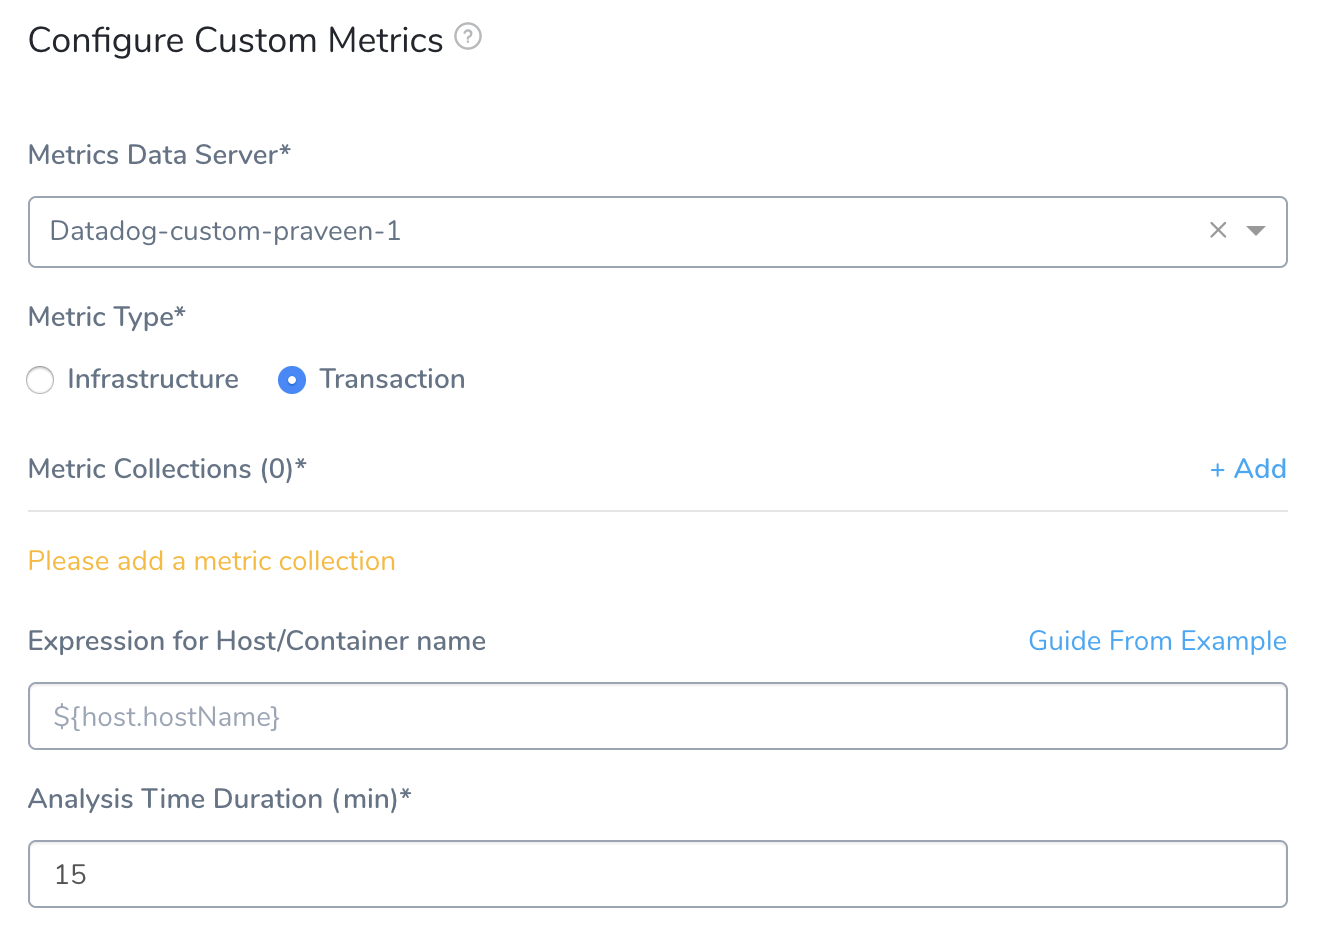 Configure Custom Metrics ?
Metrics Data Server*
Datadog-custom-praveen-1
Metric Type*
Infrastructure Transaction
Metric Collections (0)* + Add
Please add a metric collection
Expression for Host/Container name Guide From Example
${host.hostName}
Analysis Time Duration (min)*
15